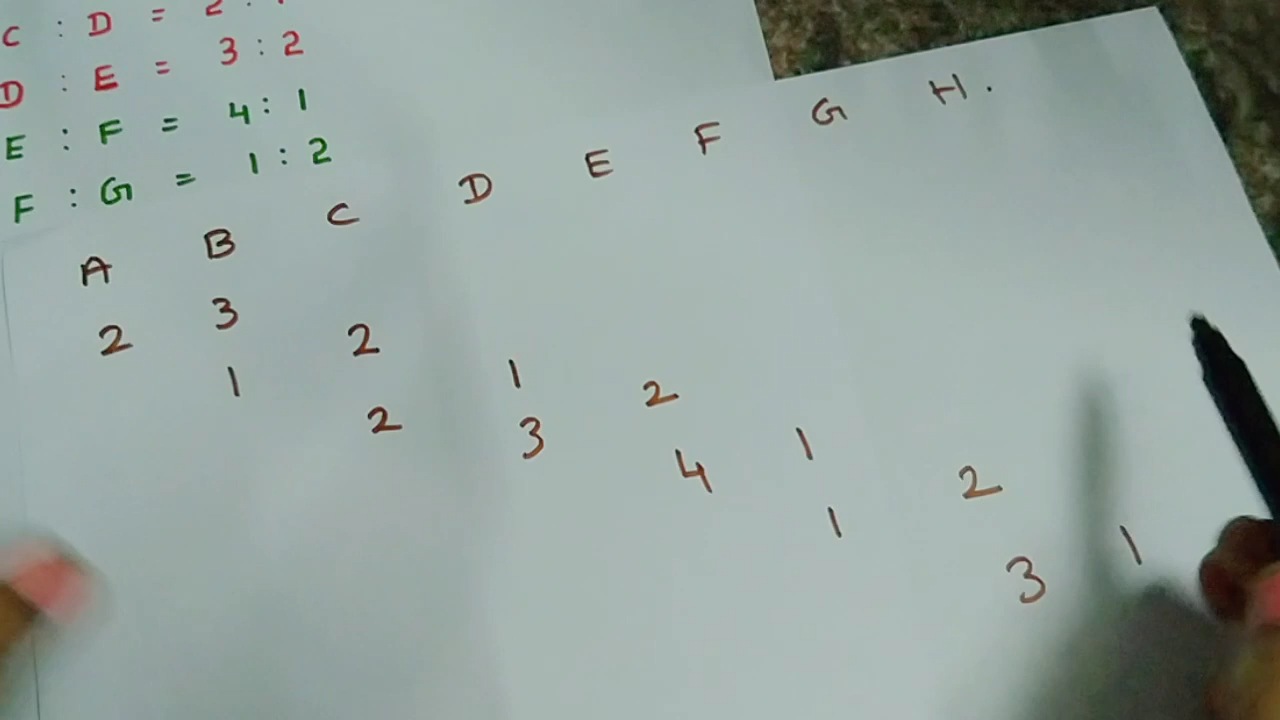 C : D = 2 :
D : E = 3 : 2
E : F = 4 : 1
F : G = 1 : 2
A B C D E F G H.
2 3
1 2
2 1
3 2
4 1
1 2
3 1